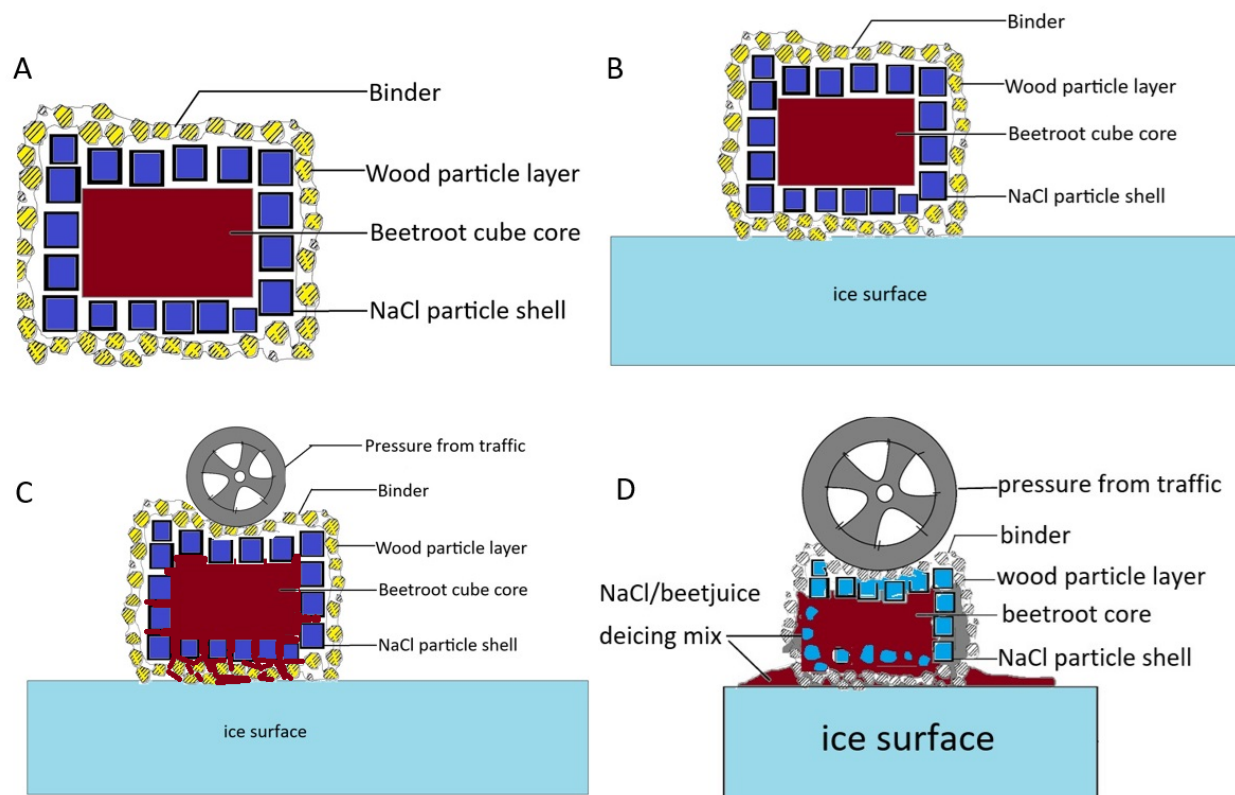 A
Binder
Wood particle layer
Beetroot cube core
NaCl particle shell
B
Binder
Wood particle layer
Beetroot cube core
NaCl particle shell
ice surface
C
Pressure from traffic
Binder
Wood particle layer
Beetroot cube core
NaCl particle shell
ice surface
D
pressure from traffic
binder
wood particle layer
beetroot core
NaCl particle shell
NaCl/beetjuice
deicing mix
ice surface